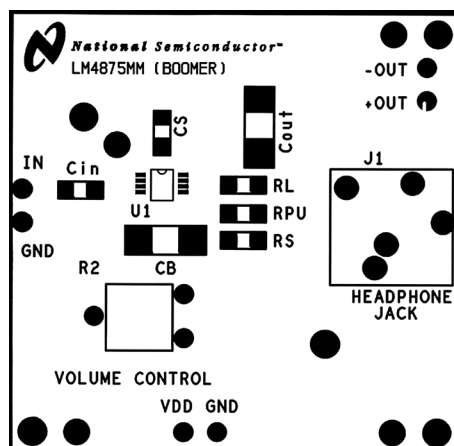 National Semiconductor™
LM4875MM (BOOMER)
-OUT
+OUT
CS
Cout
J1
IN
Cin
RL
U1
RPU
GND
RS
R2
CB
HEADPHONE
JACK
VOLUME CONTROL
VDD GND